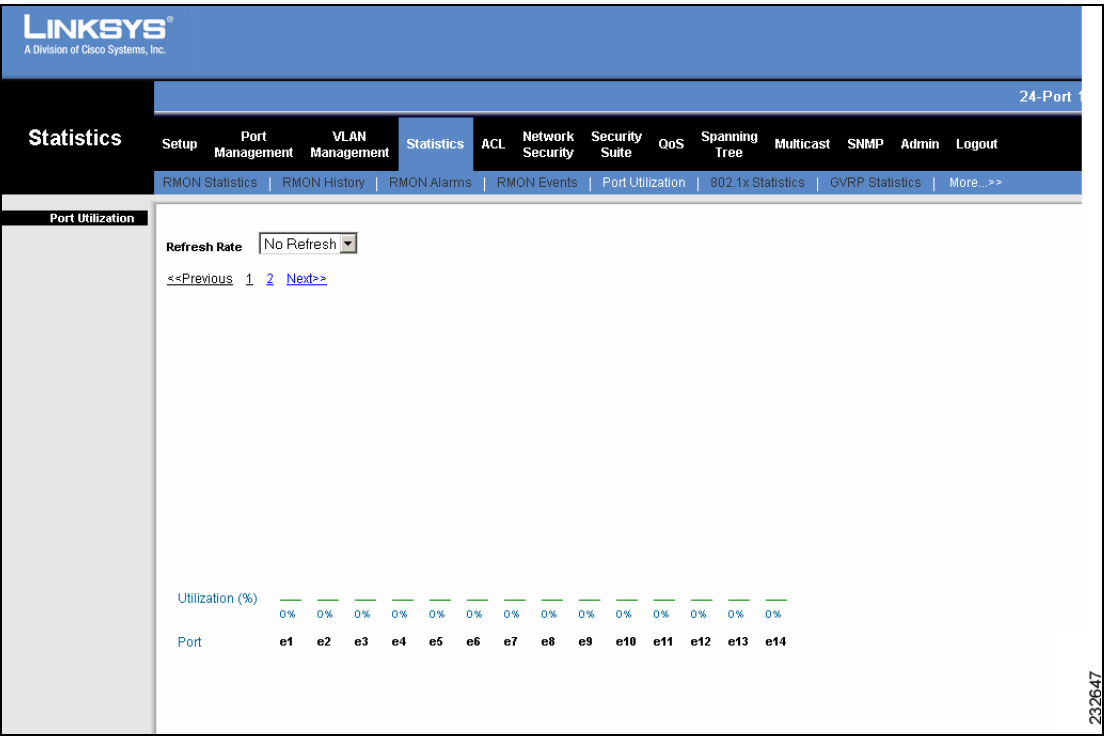 LINKSYS®
A Division of Cisco Systems, Inc.
24-Port 1
Statistics
Setup Port Management VLAN Management Statistics ACL Network Security Security Suite QoS Spanning Tree Multicast SNMP Admin Logout
RMON Statistics | RMON History | RMON Alarms | RMON Events | Port Utilization | 802.1x Statistics | GVRP Statistics | More...>>
Port Utilization
Refresh Rate No Refresh
<<Previous 1 2 Next>>
Utilization (%)
0% 0% 0% 0% 0% 0% 0% 0% 0% 0% 0% 0% 0% 0%
Port e1 e2 e3 e4 e5 e6 e7 e8 e9 e10 e11 e12 e13 e14
232647